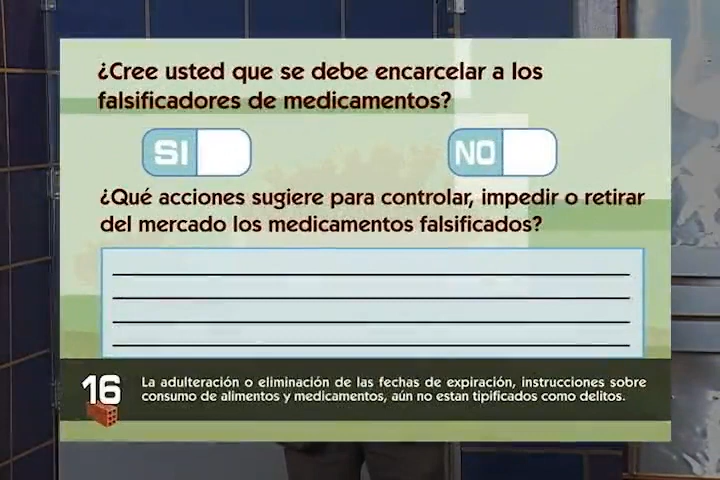 ¿Cree usted que se debe encarcelar a los
falsificadores de medicamentos?
SI
NO
¿Qué acciones sugiere para controlar, impedir o retirar
del mercado los medicamentos falsificados?
16
La adulteración o eliminación de las fechas de expiración, instrucciones sobre
consumo de alimentos y medicamentos, aún no estan tipificados como delitos.